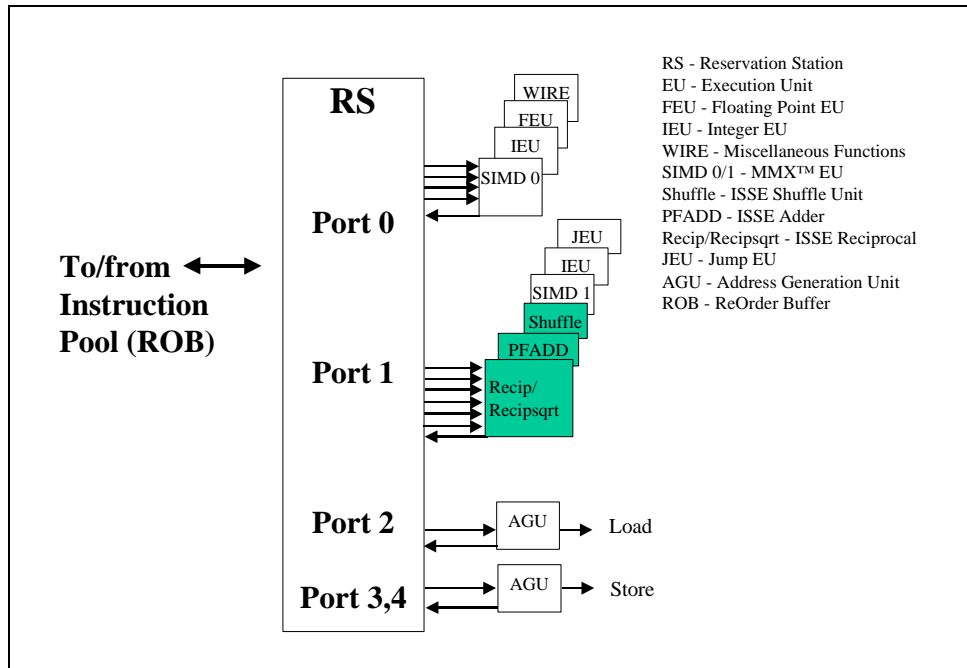 RS
Port 0
Port 1
Port 2
Port 3,4
To/from
Instruction
Pool (ROB)
WIRE
FEU
IEU
SIMD 0
JEU
IEU
SIMD 1
Shuffle
PFADD
Recip/
Recipsqrt
AGU
Load
AGU
Store
RS - Reservation Station
EU - Execution Unit
FEU - Floating Point EU
IEU - Integer EU
WIRE - Miscellaneous Functions
SIMD 0/1 - MMX™ EU
Shuffle - ISSE Shuffle Unit
PFADD - ISSE Adder
Recip/Recipsqrt - ISSE Reciprocal
JEU - Jump EU
AGU - Address Generation Unit
ROB - ReOrder Buffer